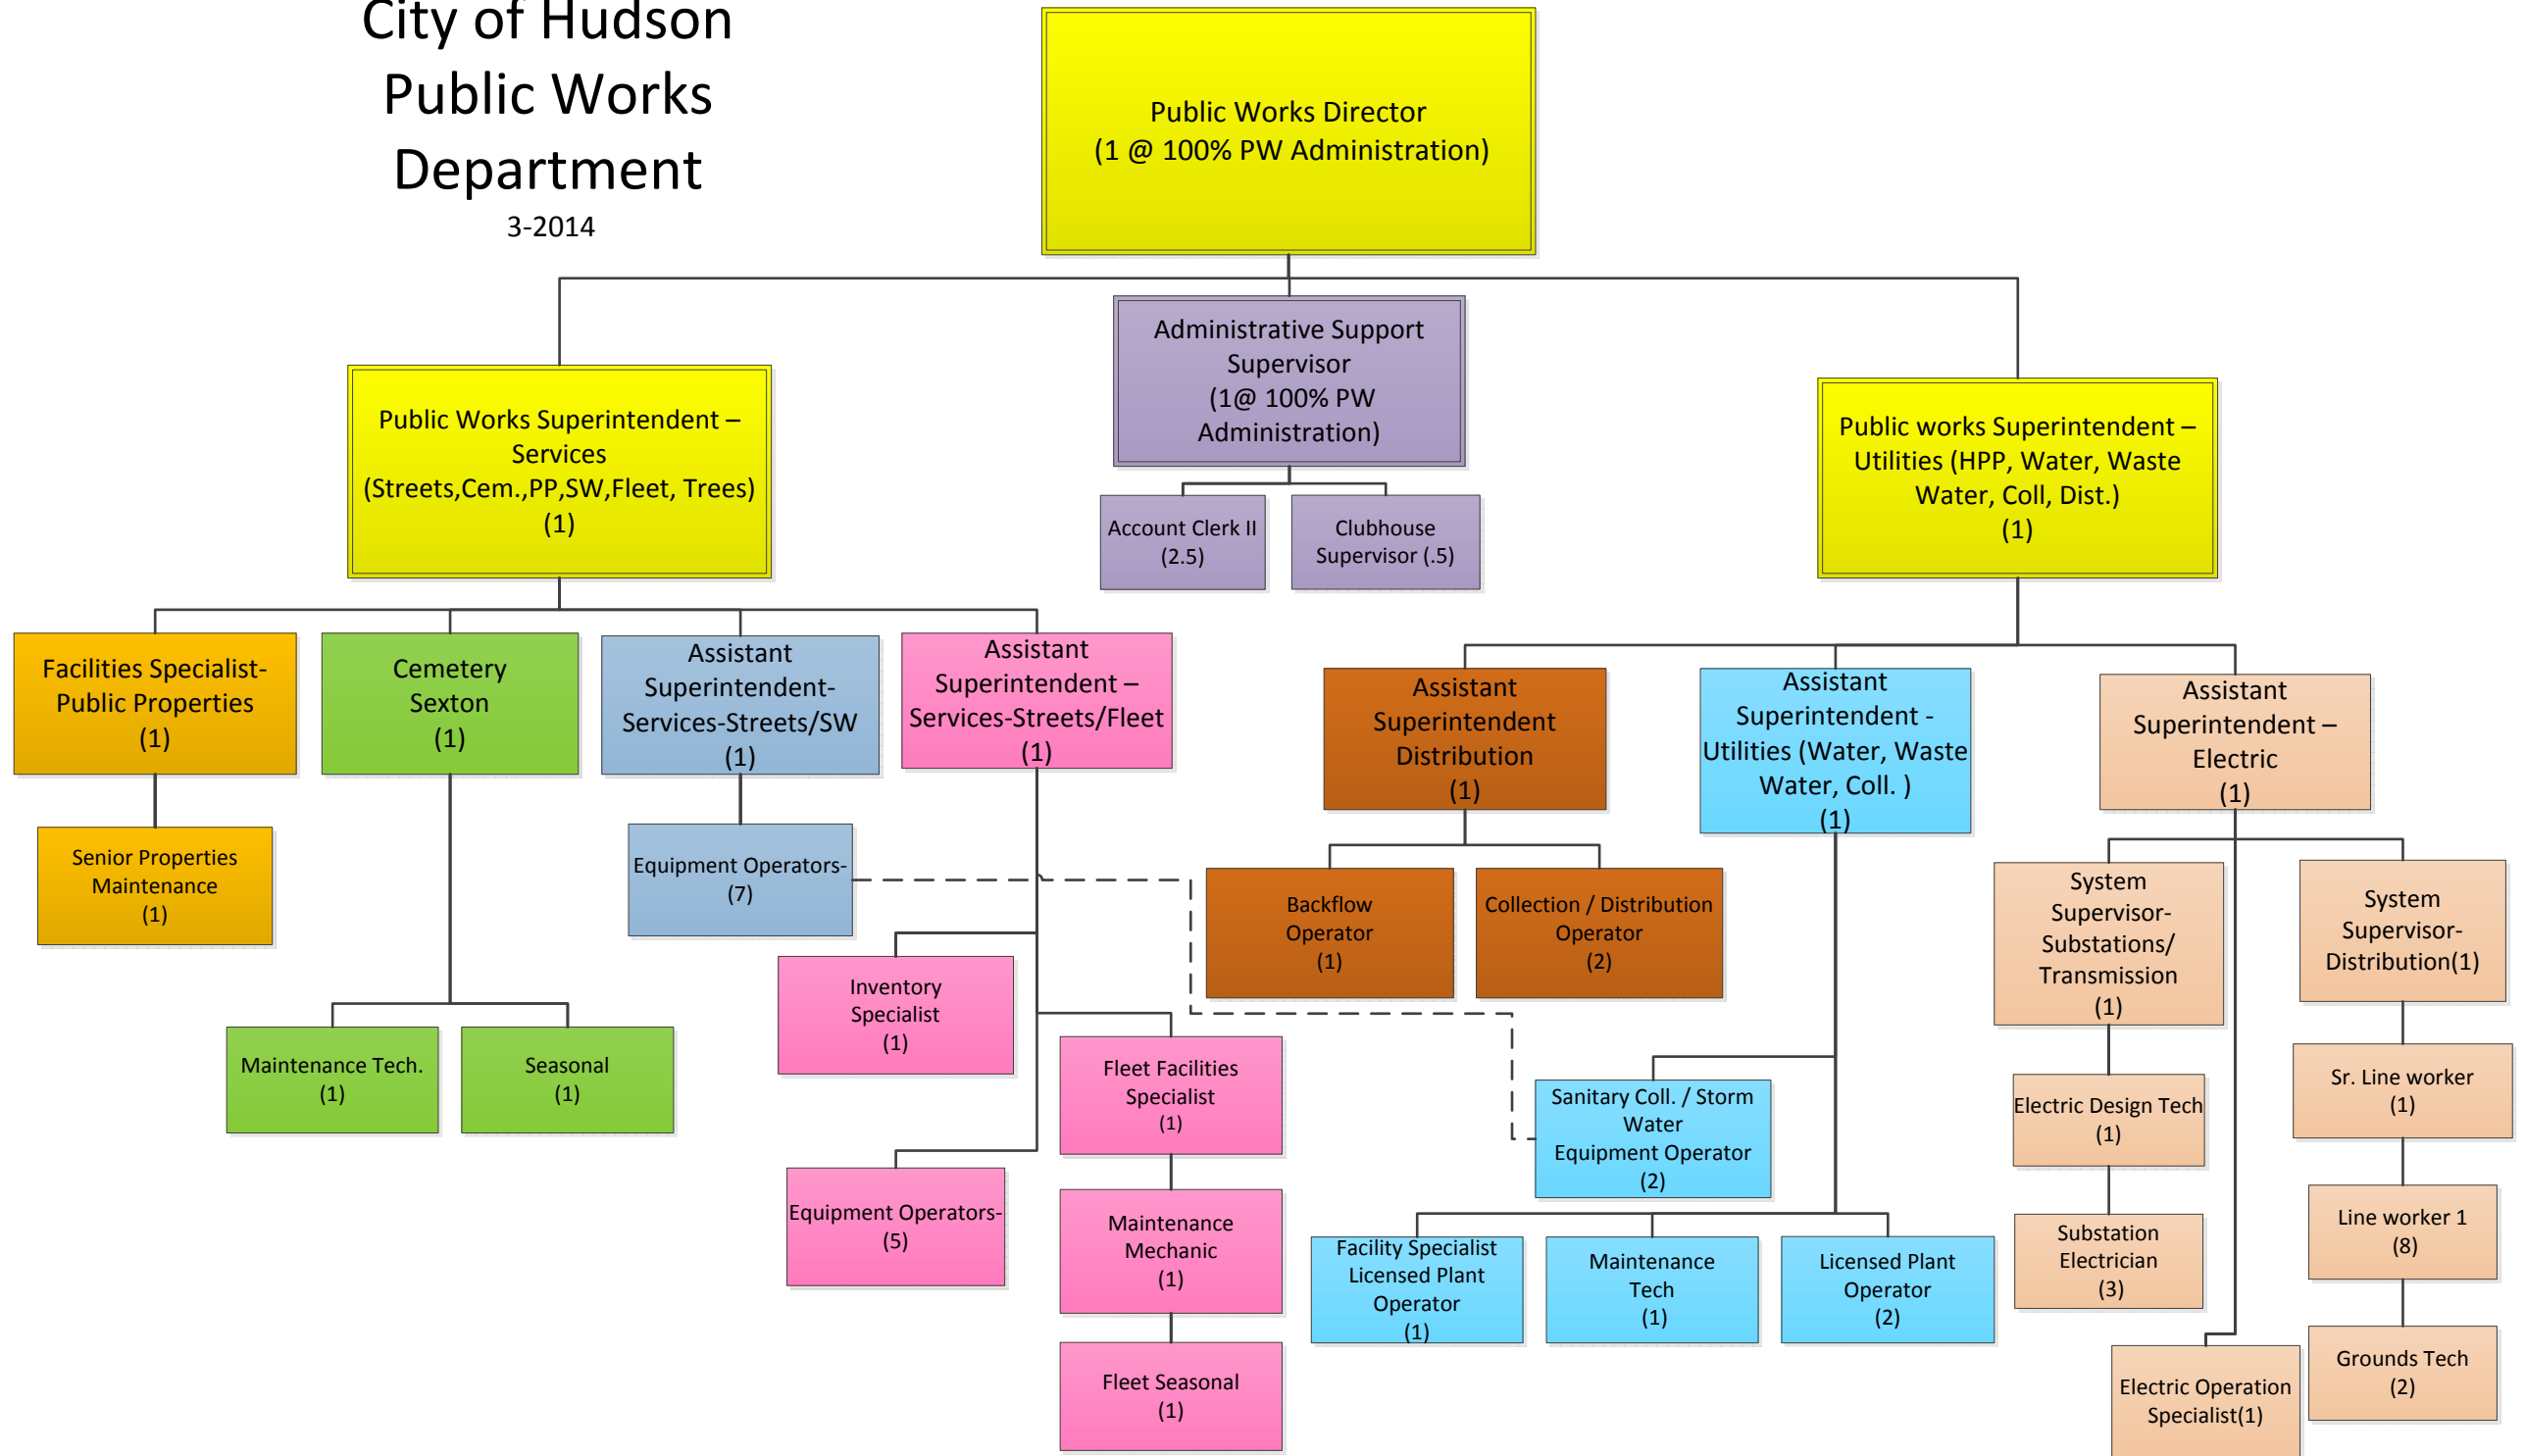 City of Hudson
Public Works
Department
3-2014
Public Works Director
(1 @ 100% PW Administration)
Administrative Support
Supervisor
(1@ 100% PW
Administration)
Public Works Superintendent –
Services
(Streets,Cem.,PP,SW,Fleet, Trees)
(1)
Public works Superintendent –
Utilities (HPP, Water, Waste
Water, Coll, Dist.)
(1)
Account Clerk II
(2.5)
Clubhouse
Supervisor (.5)
Facilities Specialist-
Public Properties
(1)
Cemetery
Sexton
(1)
Assistant
Superintendent-
Services-Streets/SW
(1)
Assistant
Superintendent –
Services-Streets/Fleet
(1)
Assistant
Superintendent
Distribution
(1)
Assistant
Superintendent -
Utilities (Water, Waste
Water, Coll. )
(1)
Assistant
Superintendent –
Electric
(1)
Senior Properties
Maintenance
(1)
Equipment Operators-
(7)
Backflow
Operator
(1)
Collection / Distribution
Operator
(2)
System
Supervisor-
Substations/
Transmission
(1)
System
Supervisor-
Distribution(1)
Inventory
Specialist
(1)
Maintenance Tech.
(1)
Seasonal
(1)
Fleet Facilities
Specialist
(1)
Sanitary Coll. / Storm
Water
Equipment Operator
(2)
Electric Design Tech
(1)
Sr. Line worker
(1)
Equipment Operators-
(5)
Maintenance
Mechanic
(1)
Facility Specialist
Licensed Plant
Operator
(1)
Maintenance
Tech
(1)
Licensed Plant
Operator
(2)
Substation
Electrician
(3)
Line worker 1
(8)
Fleet Seasonal
(1)
Electric Operation
Specialist(1)
Grounds Tech
(2)